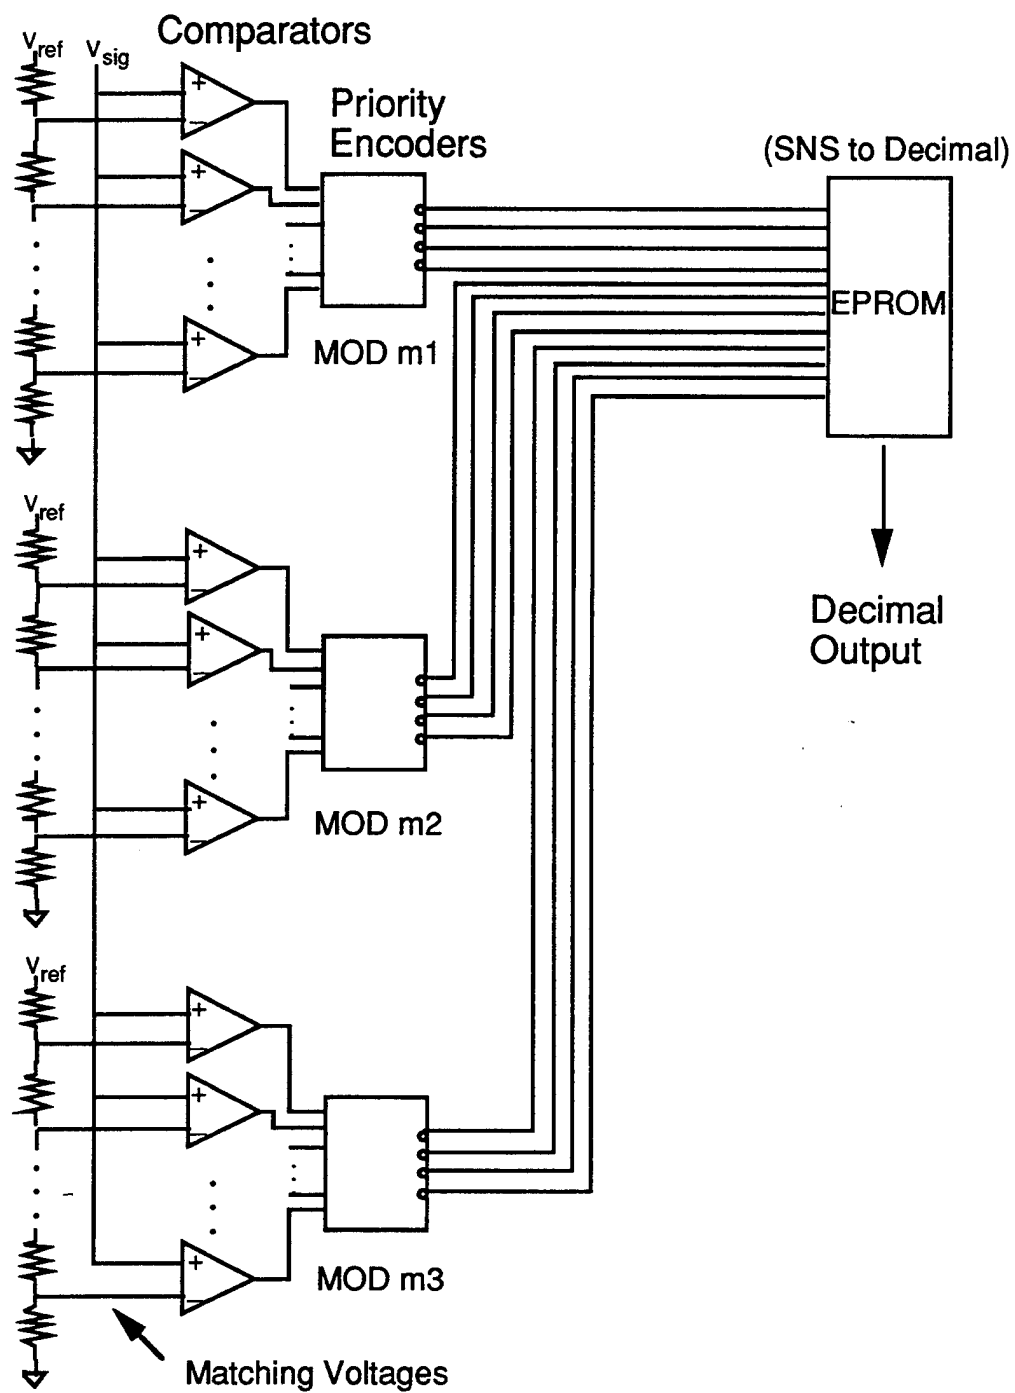 Comparators
Vref
Vsig
+
−
Priority
Encoders
(SNS to Decimal)
+
−
EPROM
+
−
MOD m1
Vref
+
−
Decimal
Output
+
−
+
−
MOD m2
Vref
+
−
+
−
+
−
MOD m3
Matching Voltages